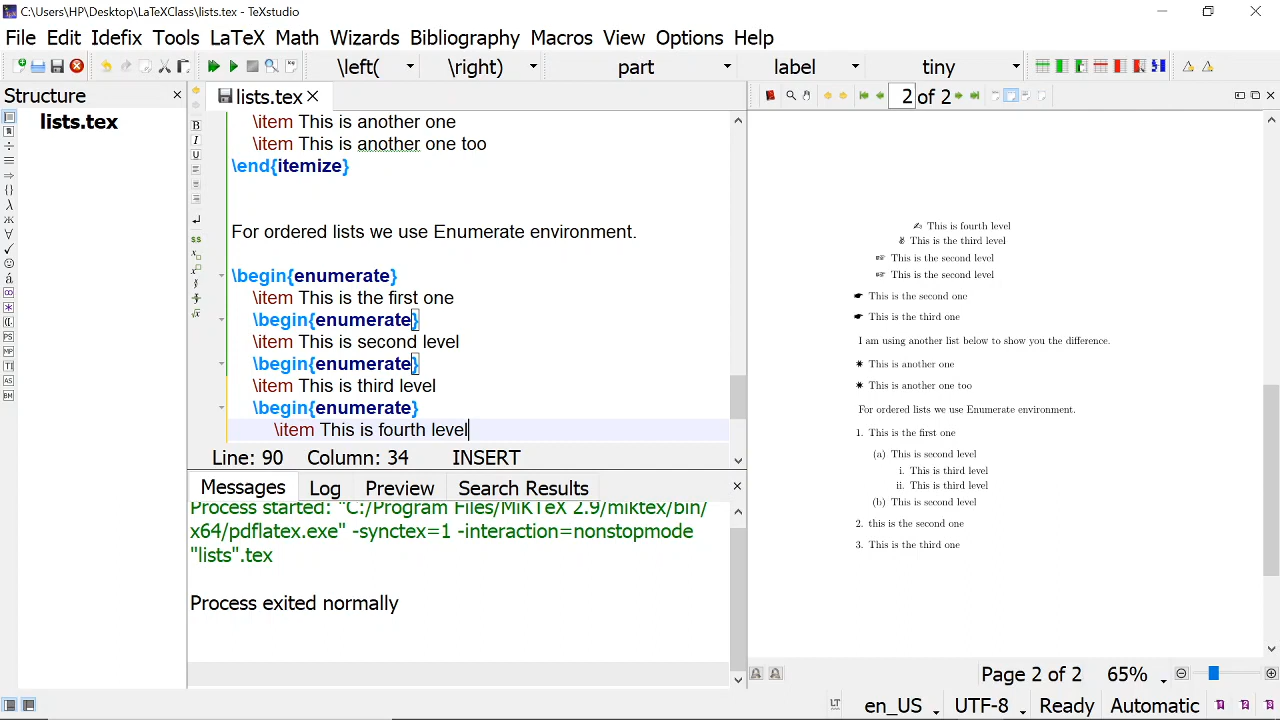 C:\Users\HP\Desktop\LaTeXClass\lists.tex - TeXstudio
File Edit Idefix Tools LaTeX Math Wizards Bibliography Macros View Options Help
\left( \right) part label tiny
Structure
lists.tex
lists.tex
2 of 2
\item This is another one
\item This is another one too
\end{itemize}
For ordered lists we use Enumerate environment.
\begin{enumerate}
\item This is the first one
\begin{enumerate}
\item This is second level
\begin{enumerate}
\item This is third level
\begin{enumerate}
\item This is fourth level
Line: 90 Column: 34 INSERT
Messages Log Preview Search Results
Process started: "C:/Program Files/MiKTeX 2.9/miktex/bin/
x64/pdflatex.exe" -synctex=1 -interaction=nonstopmode
"lists".tex
Process exited normally
This is fourth level
This is the third level
This is the second level
This is the second level
This is the second one
This is the third one
I am using another list below to show you the difference.
This is another one
This is another one too
For ordered lists we use Enumerate environment.
1. This is the first one
(a) This is second level
i. This is third level
ii. This is third level
(b) This is second level
2. this is the second one
3. This is the third one
Page 2 of 2 65%
en_US UTF-8 Ready Automatic